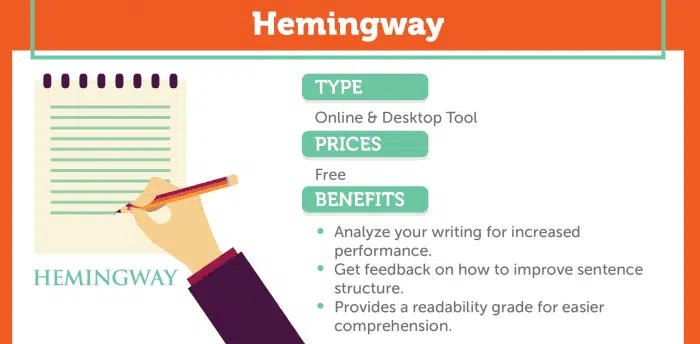 Hemingway
HEMINGWAY
TYPE
Online & Desktop Tool
PRICES
Free
BENEFITS
• Analyze your writing for increased
performance.
• Get feedback on how to improve sentence
structure.
• Provides a readability grade for easier
comprehension.